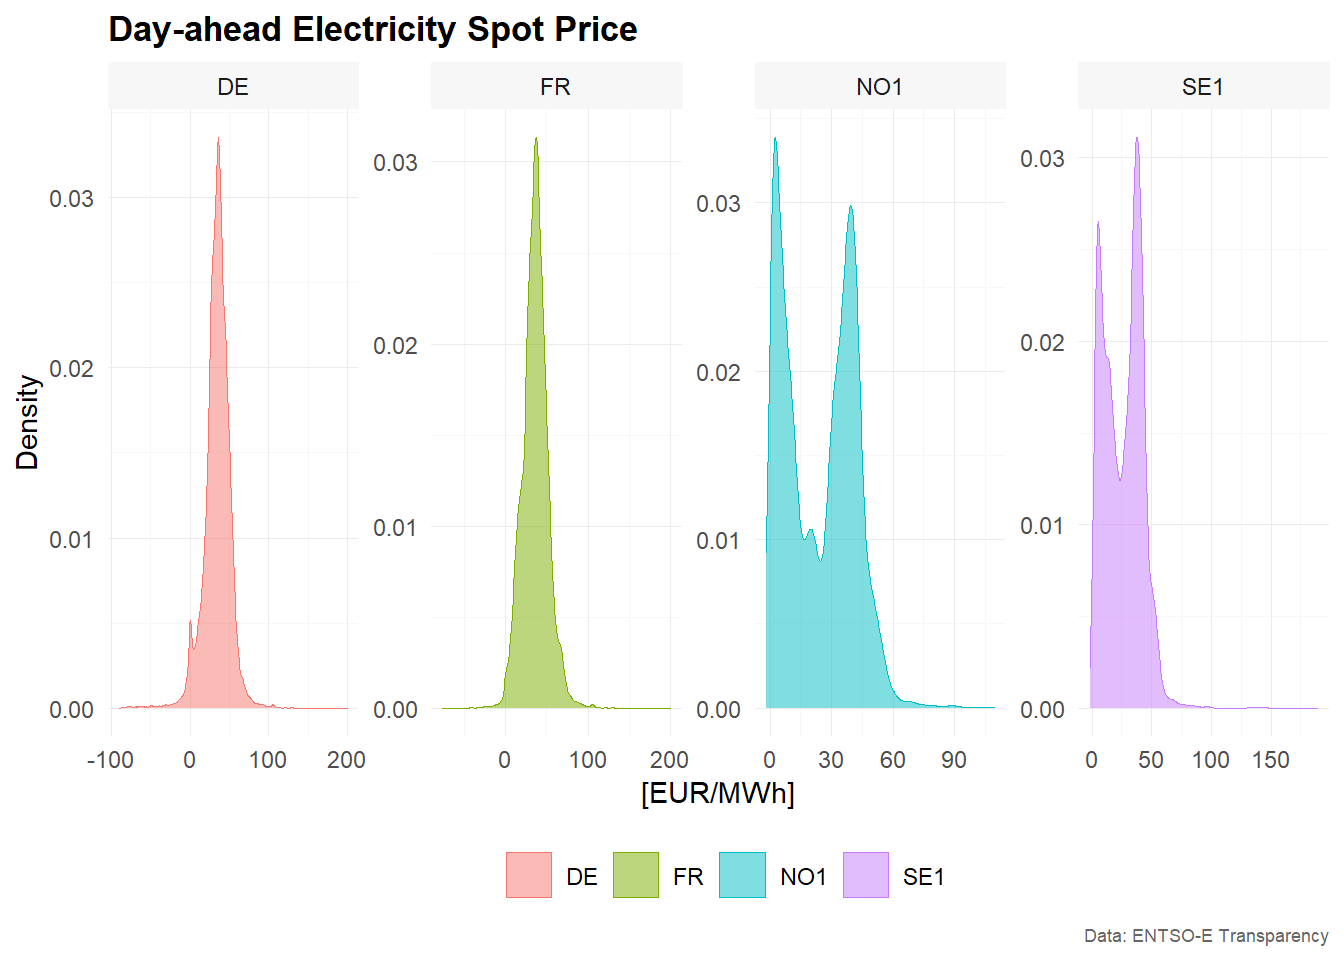 Day-ahead Electricity Spot Price
DE FR NO1 SE1
Density
0.03 0.03 0.03 0.03
0.02 0.02 0.02 0.02
0.01 0.01 0.01 0.01
0.00 0.00 0.00 0.00
-100 0 100 200 0 100 200 0 30 60 90 0 50 100 150
[EUR/MWh]
DE FR NO1 SE1
Data: ENTSO-E Transparency